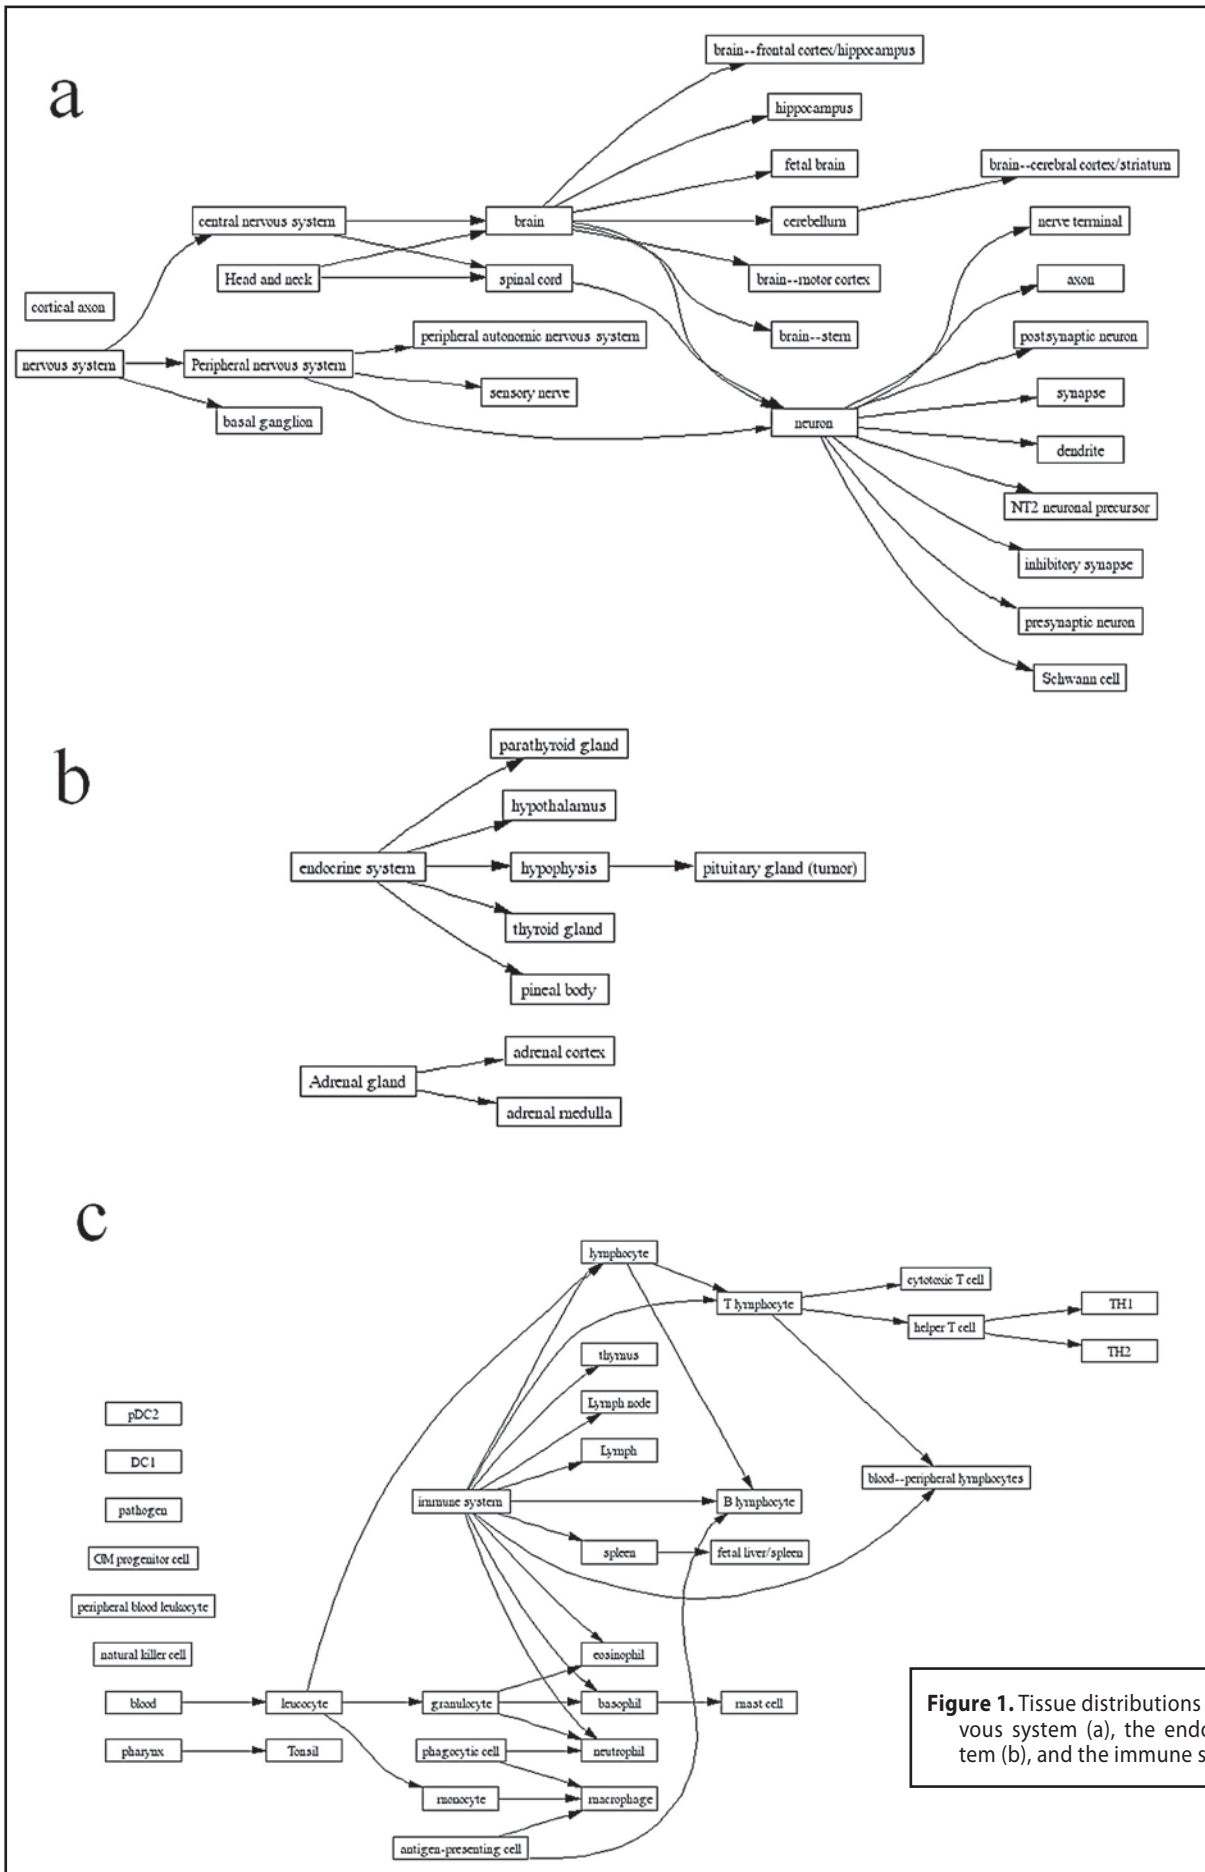 a
brain--frontal cortex/hippocampus
hippocampus
fetal brain
brain--cerebral cortex/striatum
central nervous system
brain
cerebellum
nerve terminal
Head and neck
spinal cord
brain--motor cortex
axon
cortical axon
peripheral autonomic nervous system
brain--stem
postsynaptic neuron
nervous system
Peripheral nervous system
sensory nerve
synapse
basal ganglion
neuron
dendrite
NT2 neuronal precursor
inhibitory synapse
presynaptic neuron
Schwann cell
b
parathyroid gland
hypothalamus
endocrine system
hypophysis
pituitary gland (tumor)
thyroid gland
pineal body
adrenal cortex
Adrenal gland
adrenal medulla
c
lymphocyte
cytotoxic T cell
T lymphocyte
TH1
helper T cell
TH2
thymus
Lymph node
pDC2
Lymph
DC1
blood--peripheral lymphocytes
immune system
B lymphocyte
pathogen
spleen
fetal liver/spleen
GM progenitor cell
peripheral blood leukocyte
natural killer cell
eosinophil
blood
leucocyte
granulocyte
basophil
mast cell
pharynx
Tonsil
phagocytic cell
neutrophil
monocyte
macrophage
antigen-presenting cell
Figure 1. Tissue distributions
vous system (a), the endo
tem (b), and the immune s